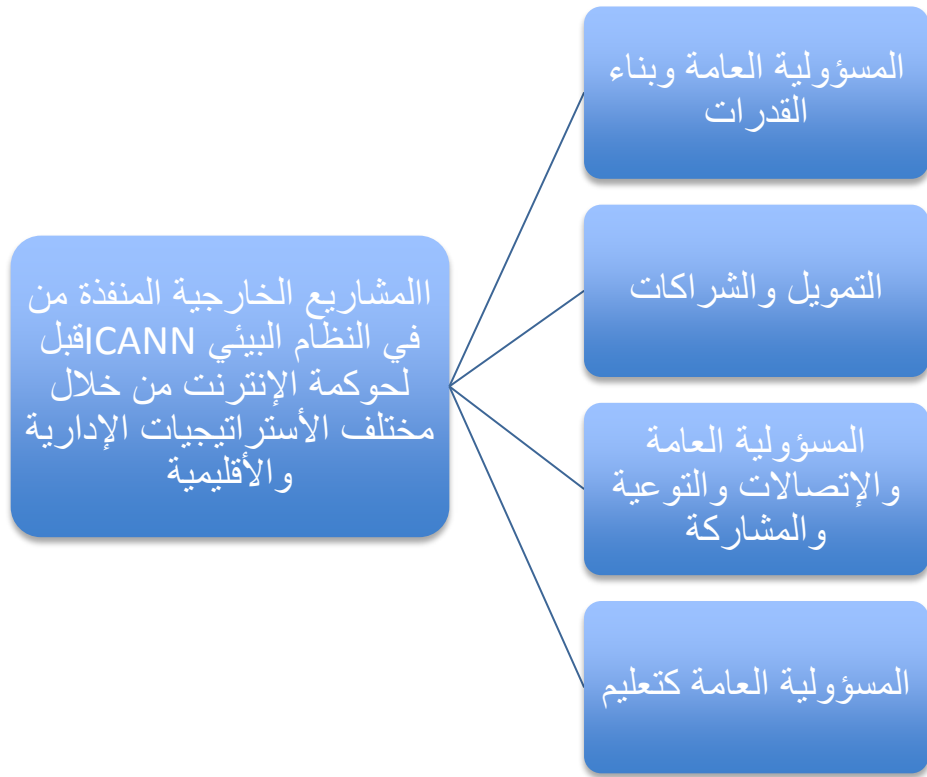 المسؤولية العامة وبناء
القدرات
التمويل والشراكات
االمشاريع الخارجية المنفذة من
في النظام البيئي ICANNقبل
لحوكمة الإنترنت من خلال
مختلف الأستراتيجيات الإدارية
والأقليمية
المسؤولية العامة
والإتصالات والتوعية
والمشاركة
المسؤولية العامة كتعليم